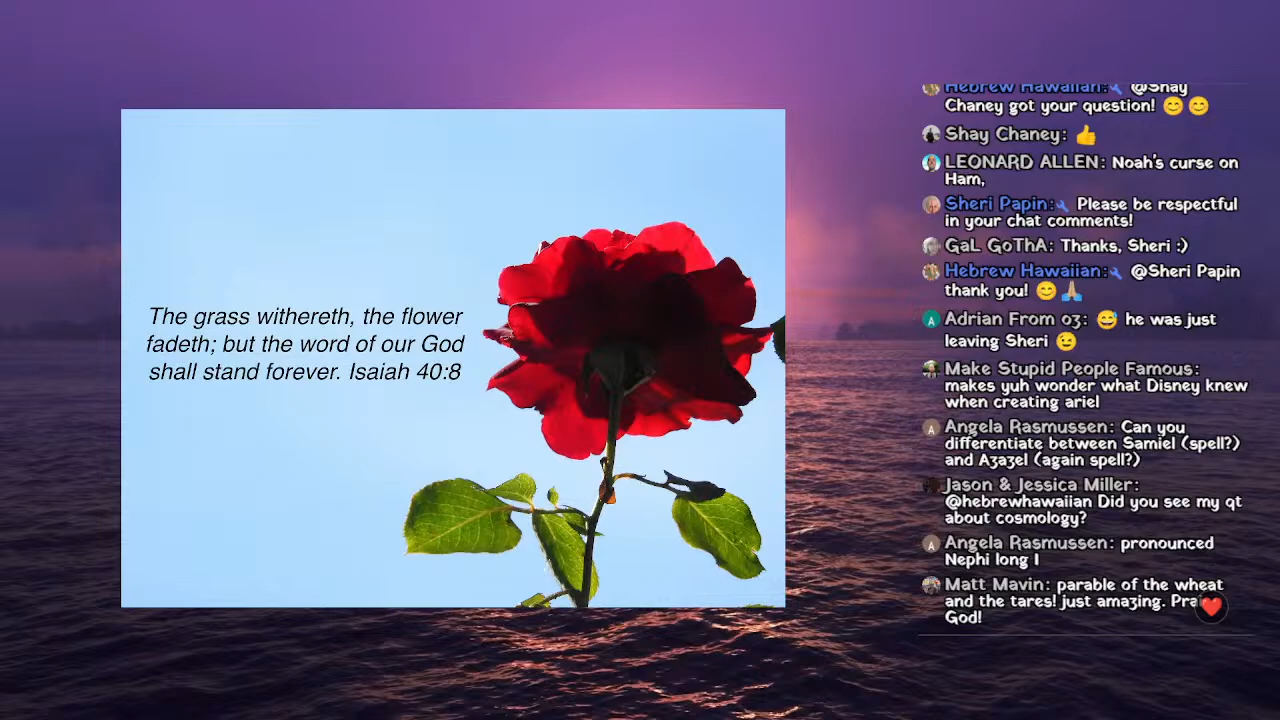 The grass withereth, the flower
fadeth; but the word of our God
shall stand forever. Isaiah 40:8
Hebrew Hawaiian: @Shay
Chaney got your question! 😊😊
Shay Chaney: 👍
LEONARD ALLEN: Noah's curse on
Ham,
Sheri Papin: Please be respectful
in your chat comments!
GaL GoThA: Thanks, Sheri :)
Hebrew Hawaiian: @Sheri Papin
thank you! 😊🙏🏼
A Adrian From 03: 😅 he was just
leaving Sheri 😉
Make Stupid People Famous:
makes yuh wonder what Disney knew
when creating ariel
A Angela Rasmussen: Can you
differentiate between Samiel (spell?)
and Azazel (again spell?)
Jason & Jessica Miller:
@hebrewhawaiian Did you see my qt
about cosmology?
A Angela Rasmussen: pronounced
Nephi long I
Matt Mavin: parable of the wheat
and the tares! just amazing.
God!